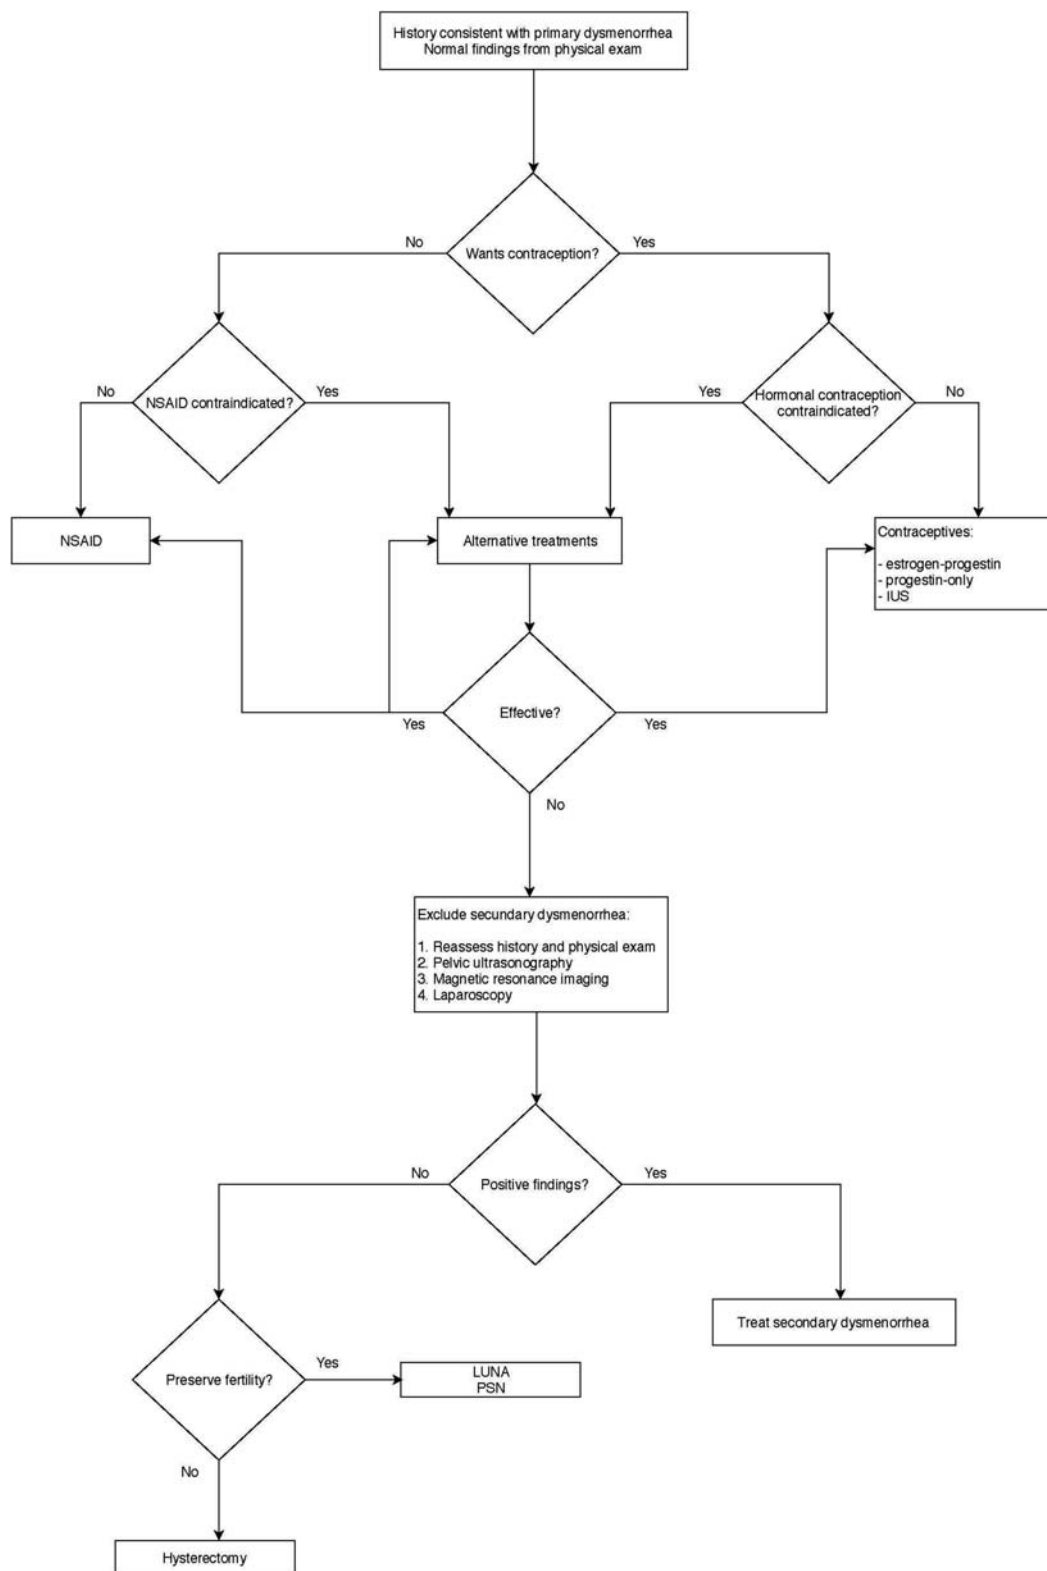 History consistent with primary dysmenorrhea
Normal findings from physical exam
No
Wants contraception?
Yes
No
NSAID contraindicated?
Yes
Yes
Hormonal contraception
contraindicated?
No
NSAID
Alternative treatments
Contraceptives:
- estrogen-progestin
- progestin-only
- IUS
Yes
Effective?
Yes
No
Exclude secundary dysmenorrhea:
1. Reassess history and physical exam
2. Pelvic ultrasonography
3. Magnetic resonance imaging
4. Laparoscopy
No
Positive findings?
Yes
Treat secondary dysmenorrhea
Preserve fertility?
Yes
LUNA
PSN
No
Hysterectomy